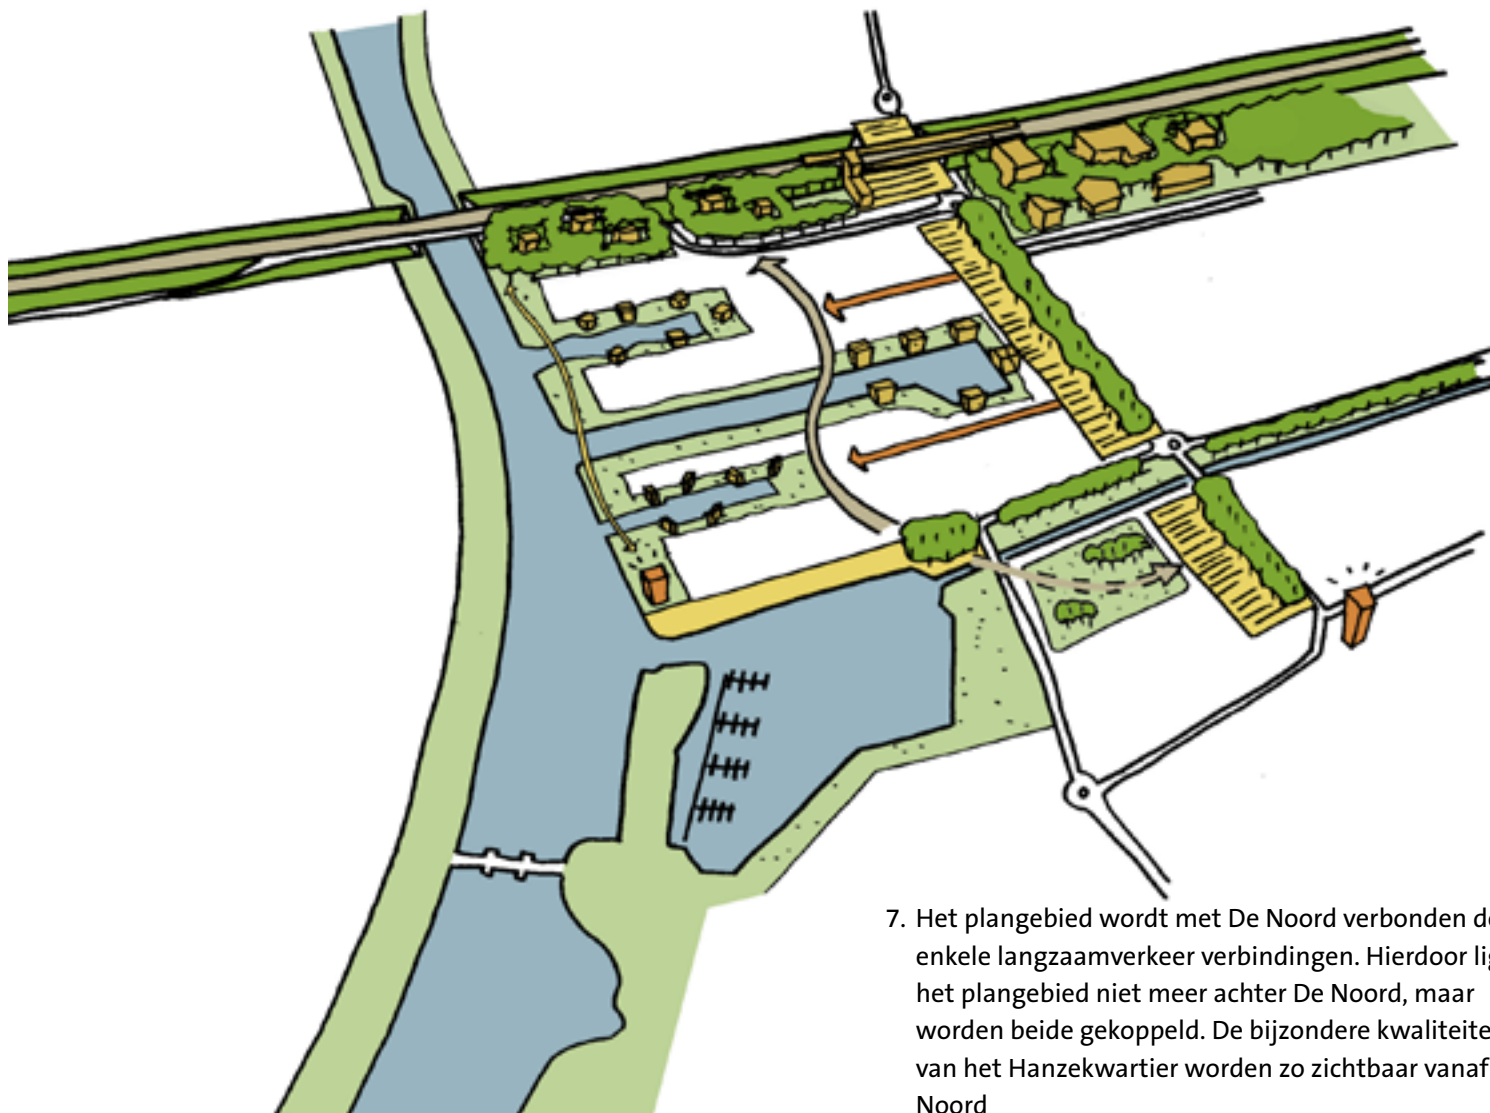 7. Het plangebied wordt met De Noord verbonden
enkele langzaamverkeer verbindingen. Hierdoor
het plangebied niet meer achter De Noord, maar
worden beide gekoppeld. De bijzondere
van het Hanzekwartier worden zo zichtbaar vanaf
Noord